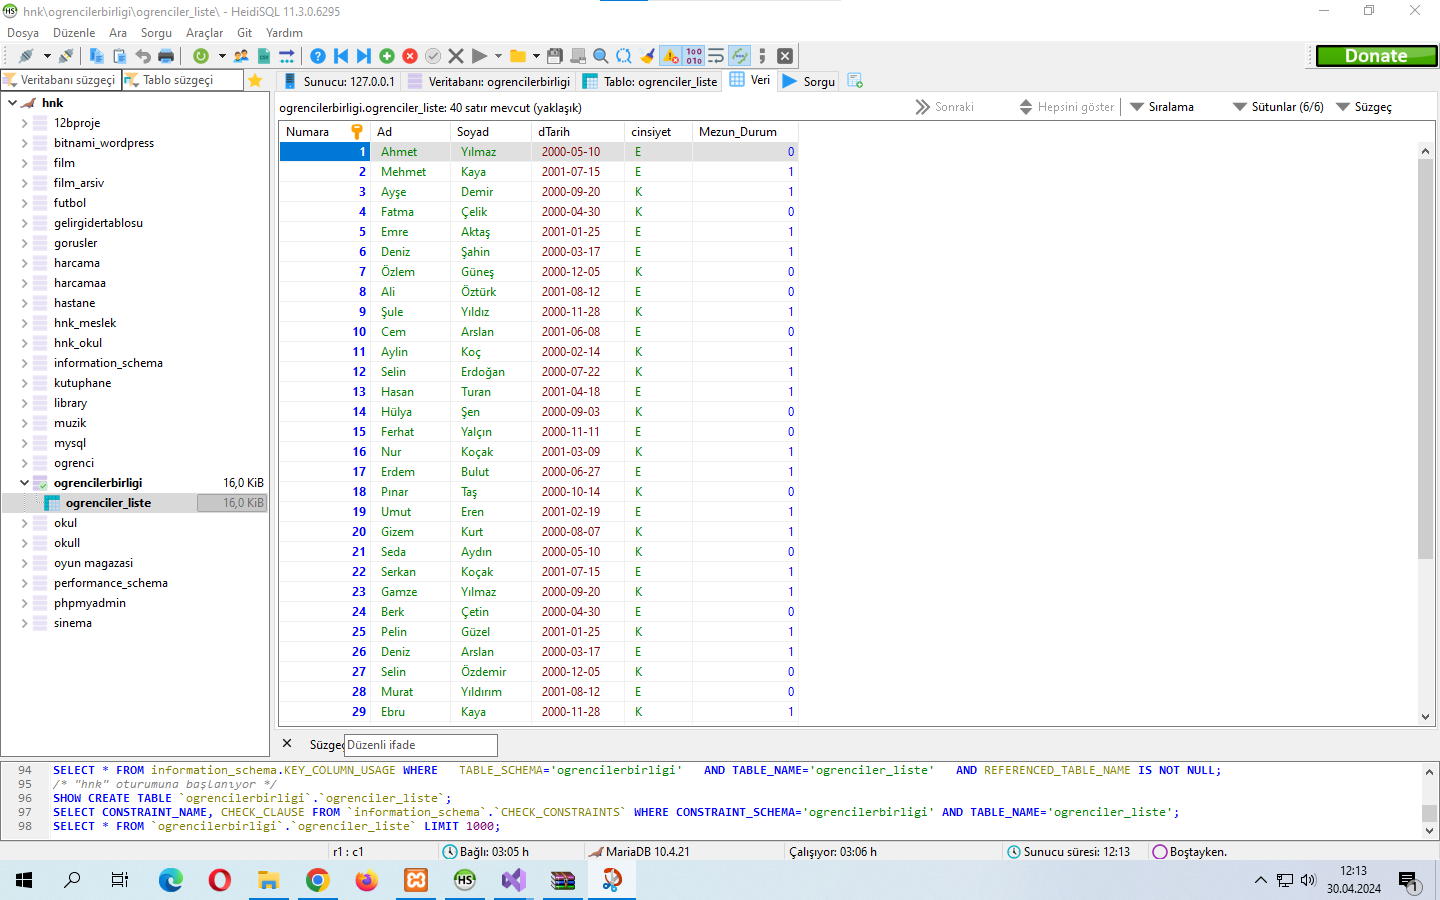 hnk\ogrencilerbirligi\ogrenciler_liste\ - HeidiSQL 11.3.0.6295
Dosya Düzenle Ara Sorgu Araçlar Git Yardım
Donate
Veritabanı süzgeçi Tablo süzgeçi
Sunucu: 127.0.0.1 Veritabanı: ogrencilerbirligi Tablo: ogrenciler_liste Veri Sorgu
hnk
12bproje
bitnami_wordpress
film
film_arsiv
futbol
gelirgidertablosu
gorusler
harcama
harcamaa
hastane
hnk_meslek
hnk_okul
information_schema
kutuphane
library
muzik
mysql
ogrenci
ogrencilerbirligi 16,0 KiB
ogrenciler_liste 16,0 KiB
okul
okull
oyun magazasi
performance_schema
phpmyadmin
sinema
ogrencilerbirligi.ogrenciler_liste: 40 satır mevcut (yaklaşık) Sonraki Hepsini göster Sıralama Sütunlar (6/6) Süzgeç
Numara Ad Soyad dTarih cinsiyet Mezun_Durum
1 Ahmet Yılmaz 2000-05-10 E 0
2 Mehmet Kaya 2001-07-15 E 1
3 Ayşe Demir 2000-09-20 K 1
4 Fatma Çelik 2000-04-30 K 0
5 Emre Aktaş 2001-01-25 E 1
6 Deniz Şahin 2000-03-17 E 1
7 Özlem Güneş 2000-12-05 K 0
8 Ali Öztürk 2001-08-12 E 0
9 Şule Yıldız 2000-11-28 K 1
10 Cem Arslan 2001-06-08 E 0
11 Aylin Koç 2000-02-14 K 1
12 Selin Erdoğan 2000-07-22 K 1
13 Hasan Turan 2001-04-18 E 1
14 Hülya Şen 2000-09-03 K 0
15 Ferhat Yalçın 2000-11-11 E 0
16 Nur Koçak 2001-03-09 K 1
17 Erdem Bulut 2000-06-27 E 1
18 Pınar Taş 2000-10-14 K 0
19 Umut Eren 2001-02-19 E 1
20 Gizem Kurt 2000-08-07 K 1
21 Seda Aydın 2000-05-10 K 0
22 Serkan Koçak 2001-07-15 E 1
23 Gamze Yılmaz 2000-09-20 K 1
24 Berk Çetin 2000-04-30 E 0
25 Pelin Güzel 2001-01-25 K 1
26 Deniz Arslan 2000-03-17 E 1
27 Selin Özdemir 2000-12-05 K 0
28 Murat Yıldırım 2001-08-12 E 0
29 Ebru Kaya 2000-11-28 K 1
Süzgeç Düzenli ifade
94 SELECT * FROM information_schema.KEY_COLUMN_USAGE WHERE TABLE_SCHEMA='ogrencilerbirligi' AND TABLE_NAME='ogrenciler_liste' AND REFERENCED_TABLE_NAME IS NOT NULL;
95 /* "hnk" oturumuna başlanıyor */
96 SHOW CREATE TABLE `ogrencilerbirligi`.`ogrenciler_liste`;
97 SELECT CONSTRAINT_NAME, CHECK_CLAUSE FROM `information_schema`.`CHECK_CONSTRAINTS` WHERE CONSTRAINT_SCHEMA='ogrencilerbirligi' AND TABLE_NAME='ogrenciler_liste';
98 SELECT * FROM `ogrencilerbirligi`.`ogrenciler_liste` LIMIT 1000;
r1 : c1 Bağlı: 03:05 h MariaDB 10.4.21 Çalışıyor: 03:06 h Sunucu süresi: 12:13 Boştayken.
12:13
30.04.2024
1